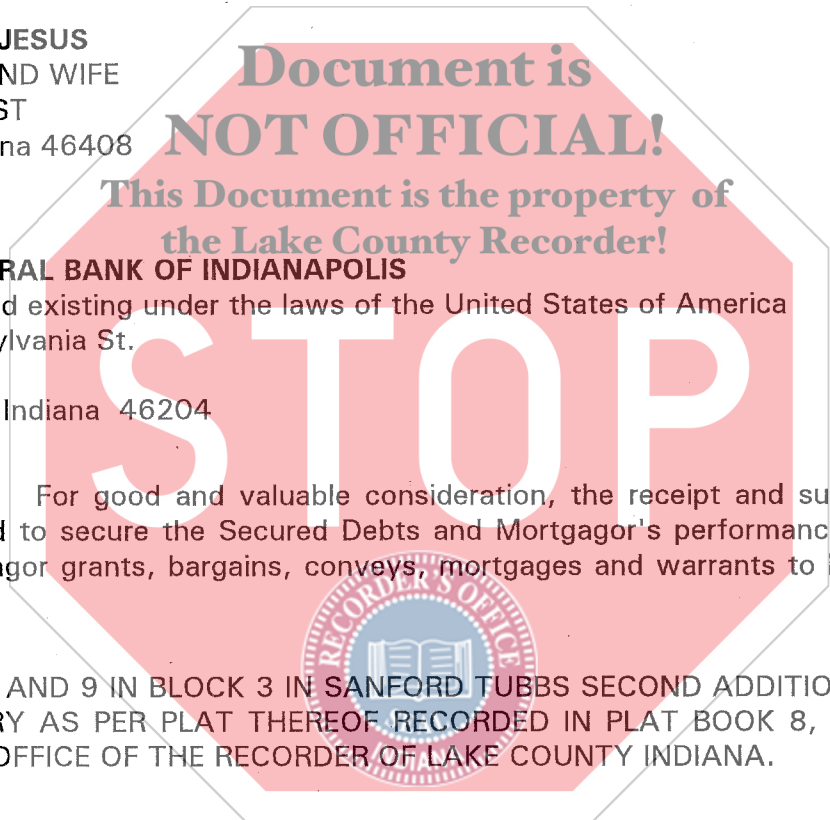 JESUS
Document is
ND WIFE
ST
NOT OFFICIAL!
na 46408
This Document is the property of
the Lake County Recorder!
RAL BANK OF INDIANAPOLIS
d existing under the laws of the United States of America
ylvania St.
STOP
Indiana 46204
For good and valuable consideration, the receipt and su
d to secure the Secured Debts and Mortgagor's performanc
agor grants, bargains, conveys, mortgages and warrants to
RECORDER'S OFFICE
AND 9 IN BLOCK 3 IN SANFORD TUBBS SECOND ADDITIO
RY AS PER PLAT THEREOF RECORDED IN PLAT BOOK 8,
SEAL
OFFICE OF THE RECORDER OF LAKE COUNTY INDIANA.